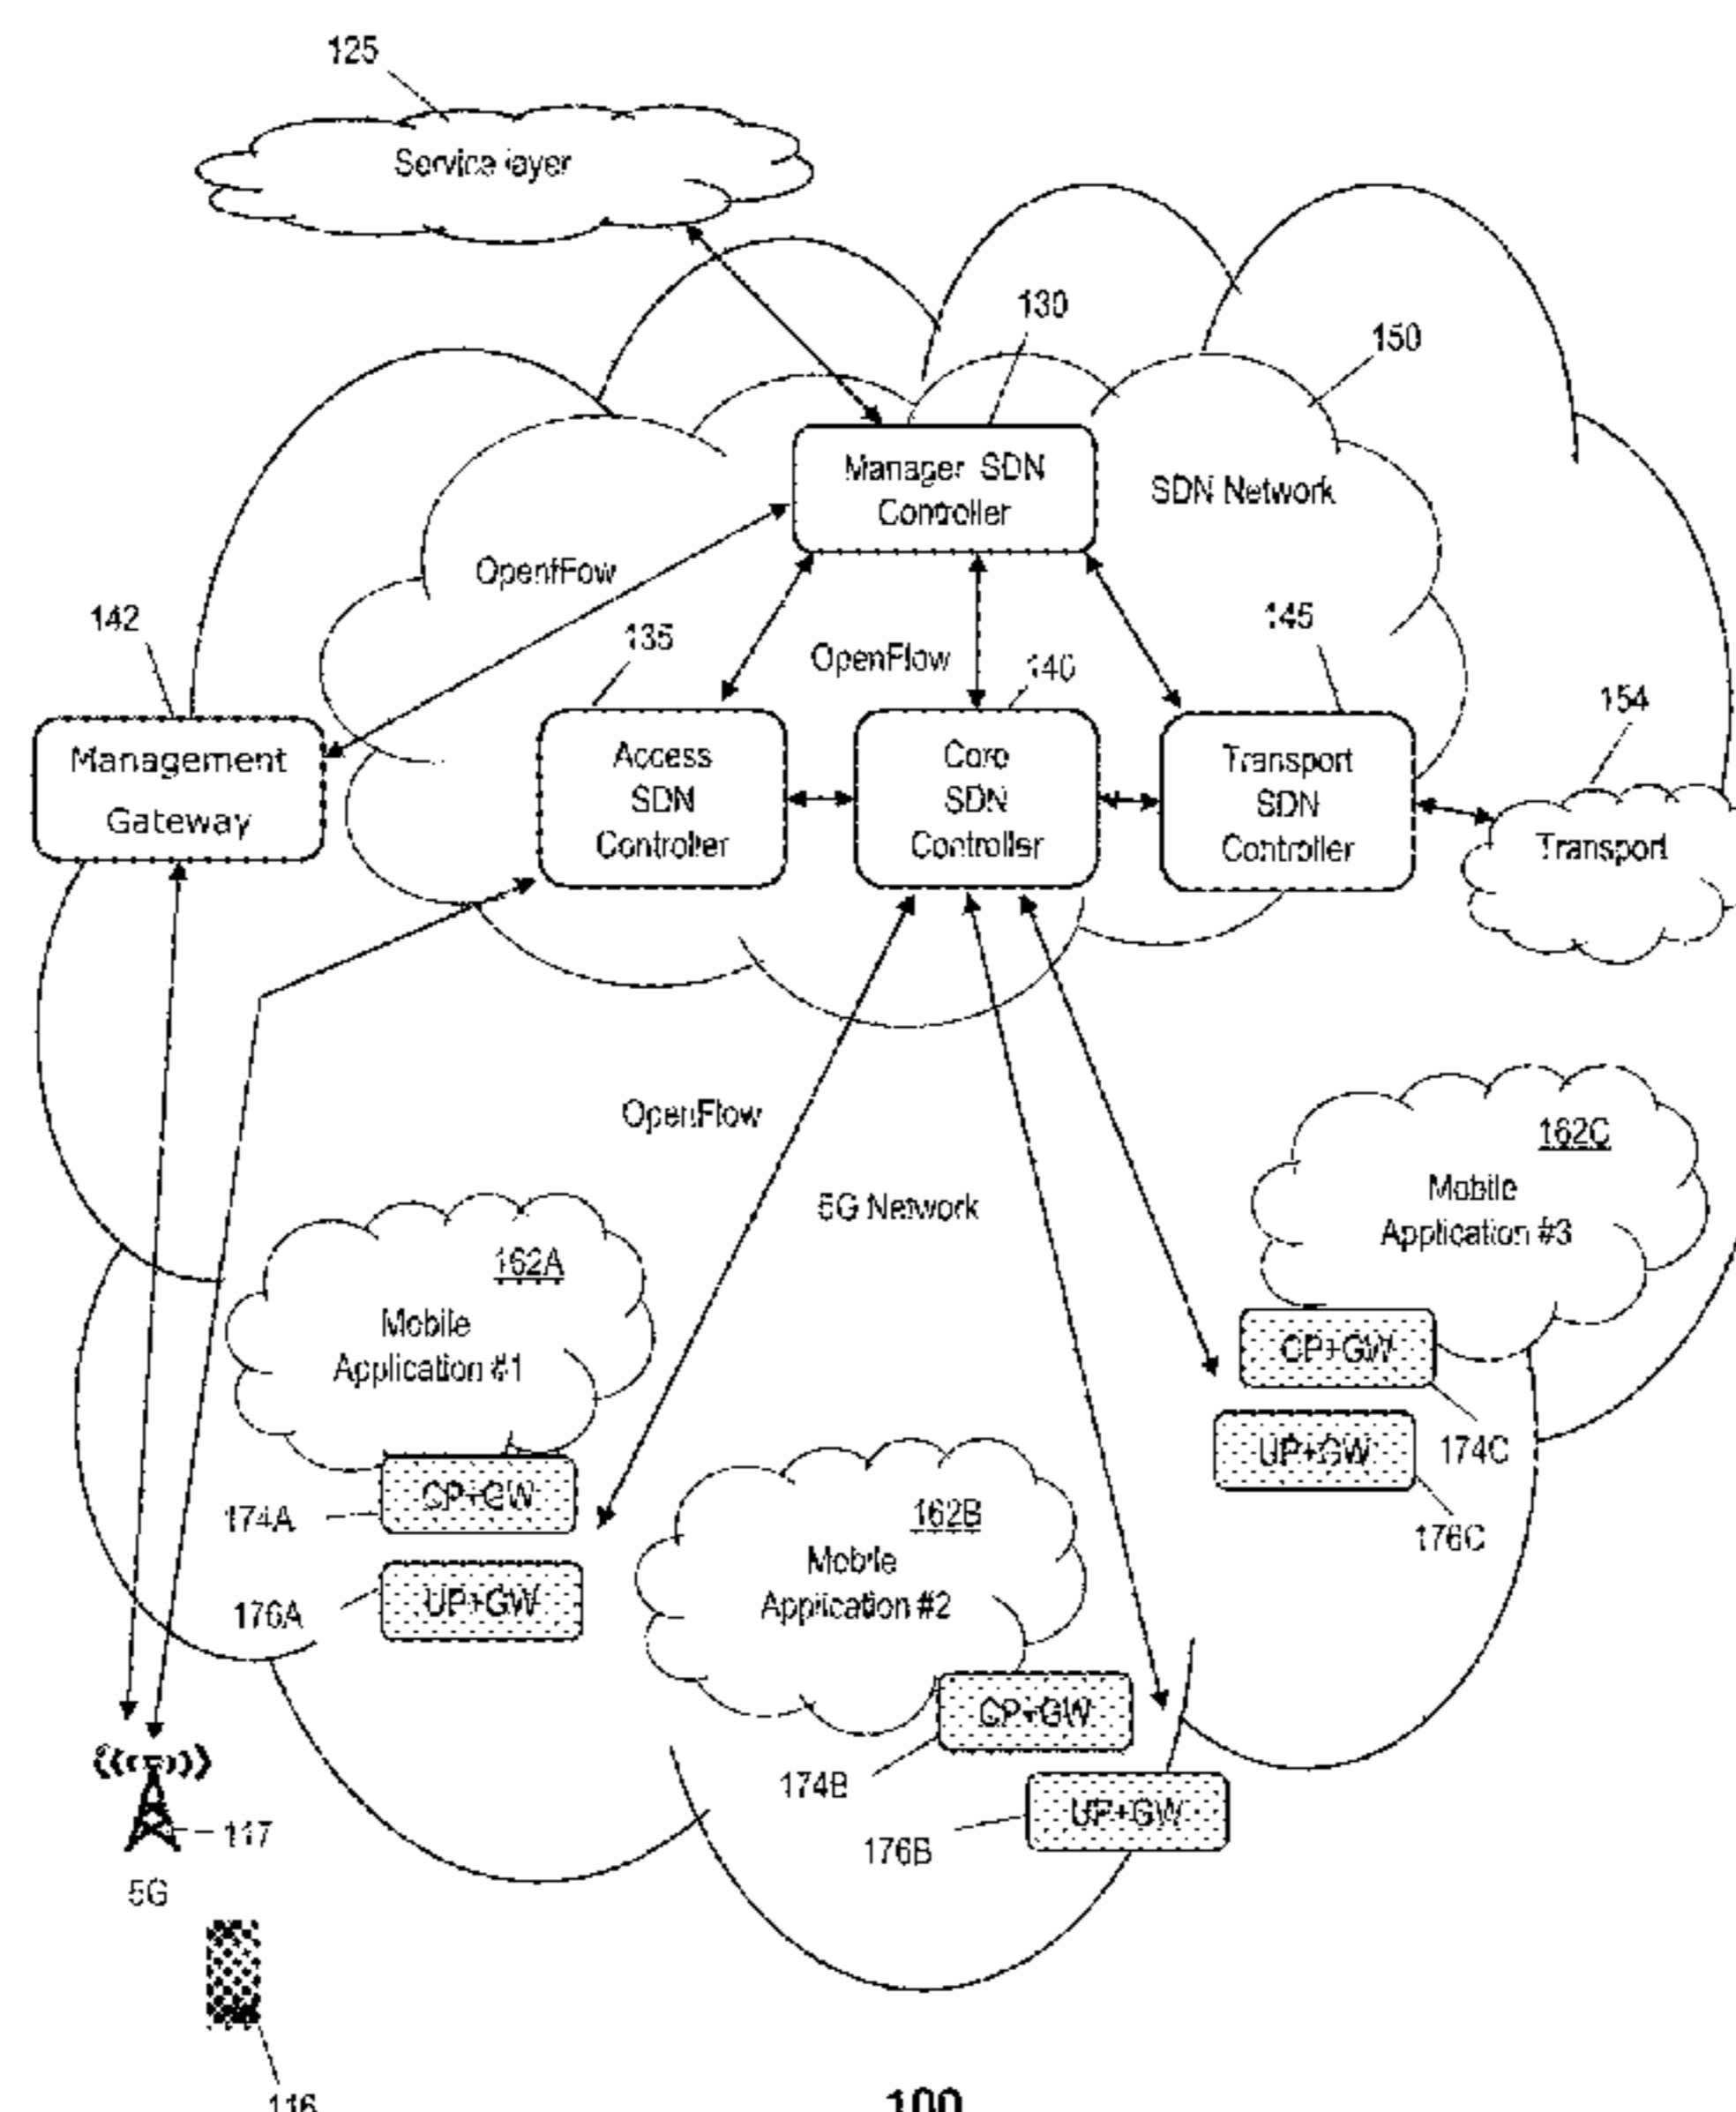 125
Service layer
130
150
Manager SDN
Controller
SDN Network
OpenfFow
142
135
OpenFlow
140
145
154
Management
Gateway
Access
SDN
Controller
Core
SDN
Controller
Transport
SDN
Controller
Transport
OpenFlow
5G Network
162C
Mobile
Application #3
162A
Mobile
Application #1
CP+GW
174C
UP+GW
176C
CP+GW
174A
UP+GW
176A
162B
Mobile
Application #2
CP+GW
174B
UP+GW
176B
117
5G
116
100